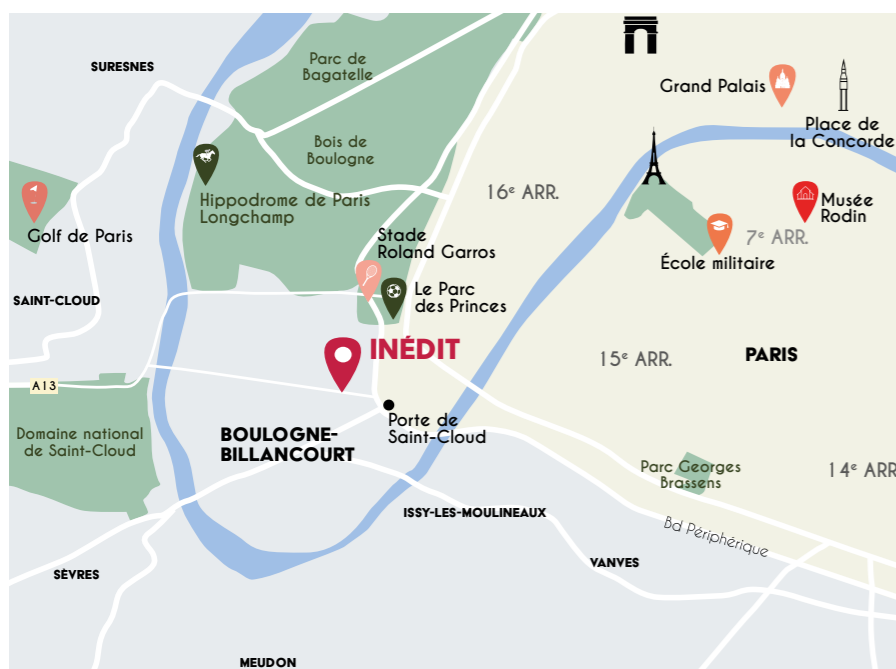 SURESNES
Parc de
Bagatelle
Grand Palais
Place de
la Concorde
Bois de
Boulogne
16e ARR.
Hippodrome de Paris
Longchamp
Musée
Rodin
Golf de Paris
Stade
Roland Garros
7e ARR.
École militaire
Le Parc
des Princes
SAINT-CLOUD
INÉDIT
15e ARR.
PARIS
A13
Porte de
Saint-Cloud
Domaine national
de Saint-Cloud
BOULOGNE-
BILLANCOURT
Parc Georges
Brassens
14e ARR
ISSY-LES-MOULINEAUX
Bd Périphérique
VANVES
SÈVRES
MEUDON